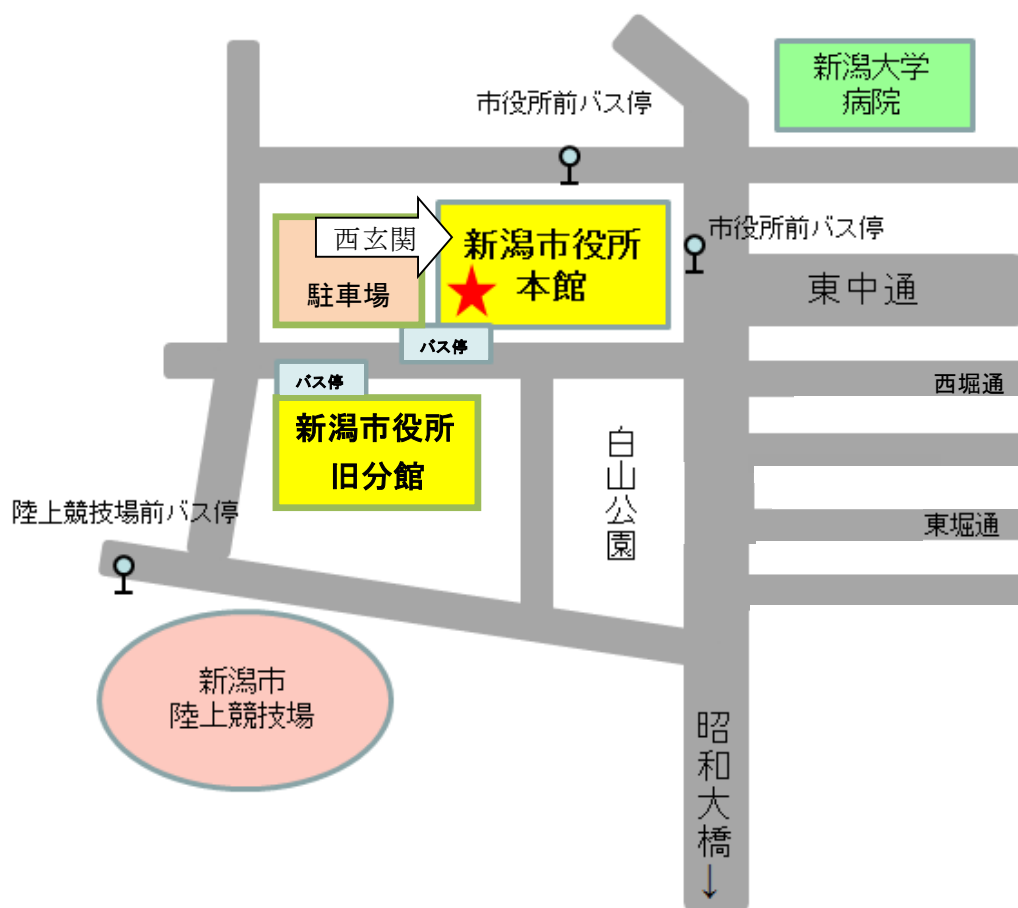 新潟大学
病院
市役所前バス停
市役所前バス停
西玄関
新潟市役所
本館
駐車場
東中通
バス停
バス停
西堀通
新潟市役所
旧分館
白山公園
陸上競技場前バス停
東堀通
新潟市
陸上競技場
昭和大橋
↓